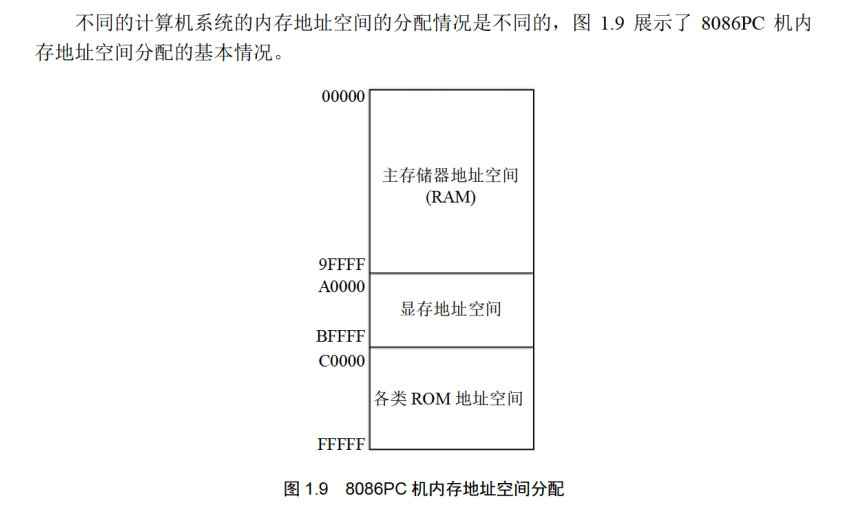 不同的计算机系统的内存地址空间的分配情况是不同的，图 1.9 展示了 8086PC 机内
存地址空间分配的基本情况。
00000
主存储器地址空间
(RAM)
9FFFF
A0000
显存地址空间
BFFFF
C0000
各类 ROM 地址空间
FFFFF
图 1.9 8086PC 机内存地址空间分配